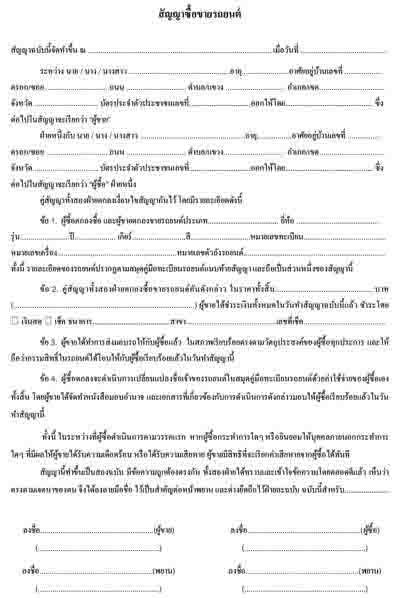 สัญญาซื้อขายรถยนต์
สัญญาฉบับนี้จัดทำขึ้น ณ ........................................ เมื่อวันที่ ........................................
ระหว่าง นาย / นาง / นางสาว ........................................ อายุ .............. อาศัยอยู่บ้านเลขที่ ..............
ตรอก/ซอย .............................. ถนน .............................. ตำบล/แขวง .............................. อำเภอ/เขต..............................
จังหวัด .............................. บัตรประจำตัวประชาชนเลขที่.............................. ออกให้โดย.............................. ซึ่ง
ต่อไปในสัญญาจะเรียกว่า "ผู้ขาย"
ฝ่ายหนึ่งกับ นาย / นาง / นางสาว ........................................ อายุ..............อาศัยอยู่บ้านเลขที่ ..............
ตรอก/ซอย .............................. ถนน .............................. ตำบล/แขวง .............................. อำเภอ/เขต..............................
จังหวัด .............................. บัตรประจำตัวประชาชนเลขที่..............................ออกให้โดย.............................. ซึ่ง
ต่อไปในสัญญาจะเรียกว่า "ผู้ซื้อ" ฝ่ายหนึ่ง
คู่สัญญาทั้งสองฝ่ายตกลงเงื่อนไขสัญญากันไว้ โดยมีรายละเอียดดังนี้
ข้อ 1. ผู้ซื้อตกลงซื้อ และผู้ขายตกลงขายรถยนต์ประเภท.............................. ยี่ห้อ ..............................
รุ่น....................ปี....................เกียร์....................สี....................หมายเลขทะเบียน..............................
หมายเลขเครื่อง........................................หมายเลขตัวถังรถยนต์........................................
ทั้งนี้ รายละเอียดของรถยนต์ปรากฏตามสมุดคู่มือทะเบียนรถยนต์แนบท้ายสัญญา และถือเป็นส่วนหนึ่งของสัญญานี้
ข้อ 2. คู่สัญญาทั้งสองฝ่ายตกลงซื้อขายรถยนต์คันดังกล่าว ในราคาทั้งสิ้น..............................บาท
(........................................) ผู้ขายได้ชำระเงินทั้งหมดในวันทำสัญญาฉบับนี้แล้ว ชำระโดย
☐ เงินสด ☐ เช็ค ธนาคาร..............................สาขา..............................เลขที่เช็ค..............................
ข้อ 3. ผู้ขายได้ทำการส่งมอบรถให้กับผู้ซื้อแล้ว ในสภาพเรียบร้อยตรงตามวัตถุประสงค์ของผู้ซื้อทุกประการ และให้
ถือว่ากรรมสิทธิ์ในรถยนต์ได้โอนให้กับผู้ซื้อเรียบร้อยแล้วในวันทำสัญญานี้
ข้อ 4. ผู้ซื้อตกลงจะดำเนินการเปลี่ยนแปลงชื่อเจ้าของรถยนต์ในสมุดคู่มือทะเบียนรถยนต์ด้วยค่าใช้จ่ายของผู้ซื้อเอง
ทั้งสิ้น โดยผู้ขายได้จัดทำหนังสือมอบอำนาจ และเอกสารที่เกี่ยวข้องกับการดำเนินการดังกล่าวมอบให้ผู้ซื้อเรียบร้อยแล้วในวัน
ทำสัญญานี้
ทั้งนี้ ในระหว่างที่ผู้ซื้อดำเนินการตามวรรคแรก หากผู้ซื้อกระทำการใดๆ หรือยินยอมให้บุคคลภายนอกกระทำการ
ใดๆ ที่มีผลให้ผู้ขายได้รับความเดือดร้อน หรือได้รับความเสียหาย ผู้ขายมีสิทธิที่จะเรียกค่าเสียหายจากผู้ซื้อได้ทันที
สัญญานี้ทำขึ้นเป็นสองฉบับ มีข้อความถูกต้องตรงกัน ทั้งสองฝ่ายได้ทราบและเข้าใจข้อความโดยตลอดดีแล้ว เห็นว่า
ตรงตามเจตนาของตน จึงได้ลงลายมือชื่อ ไว้เป็นสำคัญต่อหน้าพยาน และต่างยึดถือไว้ฝ่ายละฉบับ ฉบับนี้สำหรับ....................
ลงชื่อ........................................(ผู้ขาย) ลงชื่อ........................................(ผู้ซื้อ)
(........................................) (........................................)
ลงชื่อ........................................(พยาน) ลงชื่อ........................................(พยาน)
(........................................) (........................................)